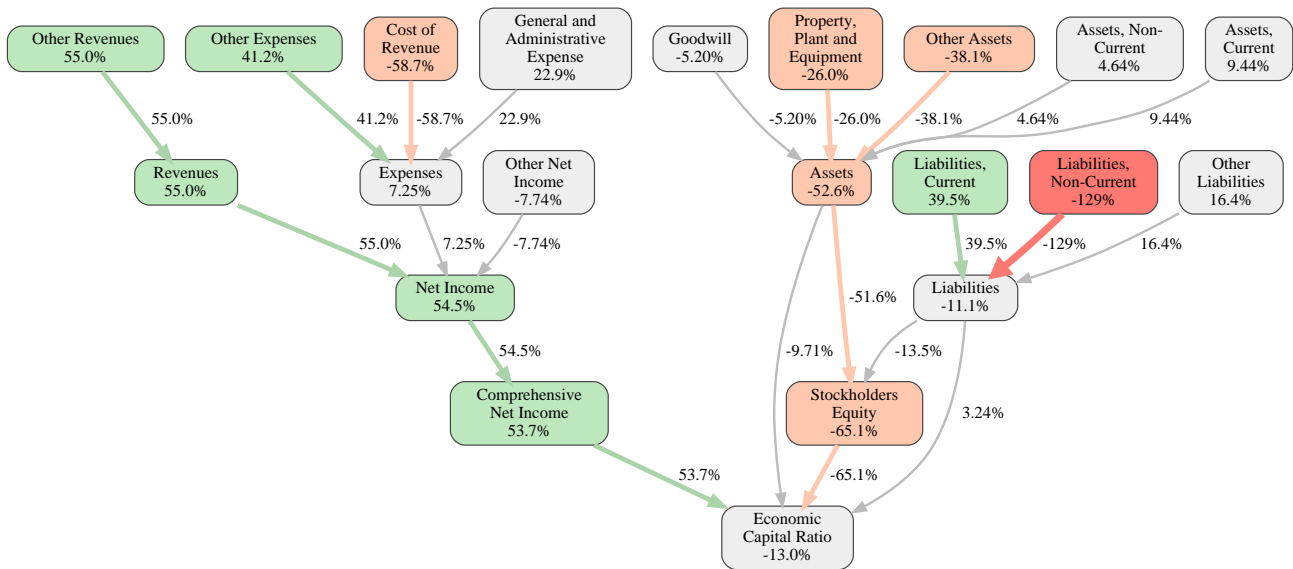 Other Revenues
55.0%
Other Expenses
41.2%
Cost of
Revenue
-58.7%
General and
Administrative
Expense
22.9%
Goodwill
-5.20%
Property,
Plant and
Equipment
-26.0%
Other Assets
-38.1%
Assets, Non-
Current
4.64%
Assets,
Current
9.44%
55.0%
41.2%
-58.7%
22.9%
-5.20%
-26.0%
-38.1%
4.64%
9.44%
Revenues
55.0%
Expenses
7.25%
Other Net
Income
-7.74%
Assets
-52.6%
Liabilities,
Current
39.5%
Liabilities,
Non-Current
-129%
Other
Liabilities
16.4%
55.0%
7.25%
-7.74%
39.5%
-129%
16.4%
Net Income
54.5%
-51.6%
Liabilities
-11.1%
54.5%
-9.71%
-13.5%
Comprehensive
Net Income
53.7%
Stockholders
Equity
-65.1%
3.24%
53.7%
-65.1%
Economic
Capital Ratio
-13.0%